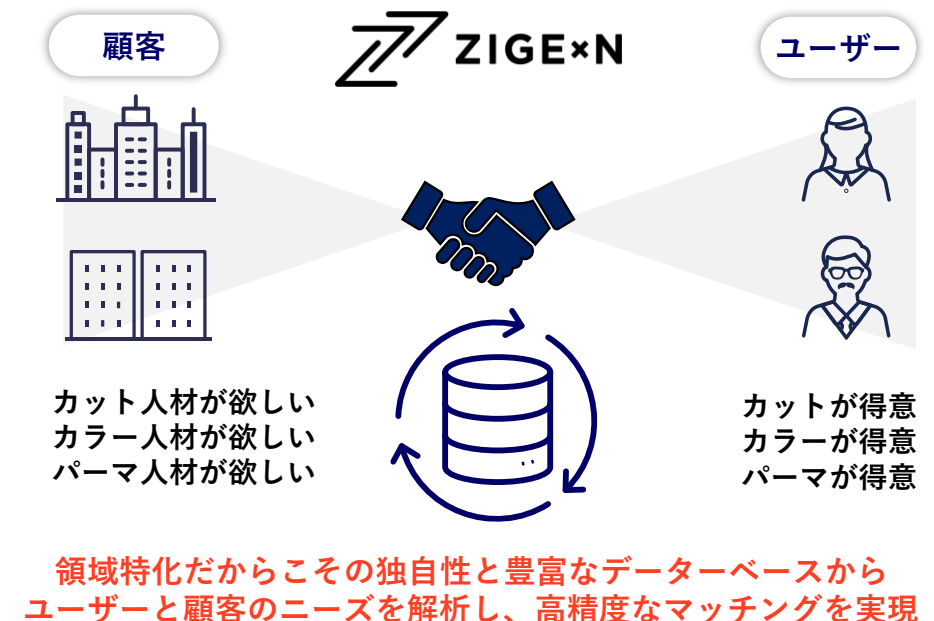 顧客
ZIGExN
ユーザー
カット人材が欲しい
カラー人材が欲しい
パーマ人材が欲しい
カットが得意
カラーが得意
パーマが得意
領域特化だからこその独自性と豊富なデーターベースから
ユーザーと顧客のニーズを解析し、高精度なマッチングを実現